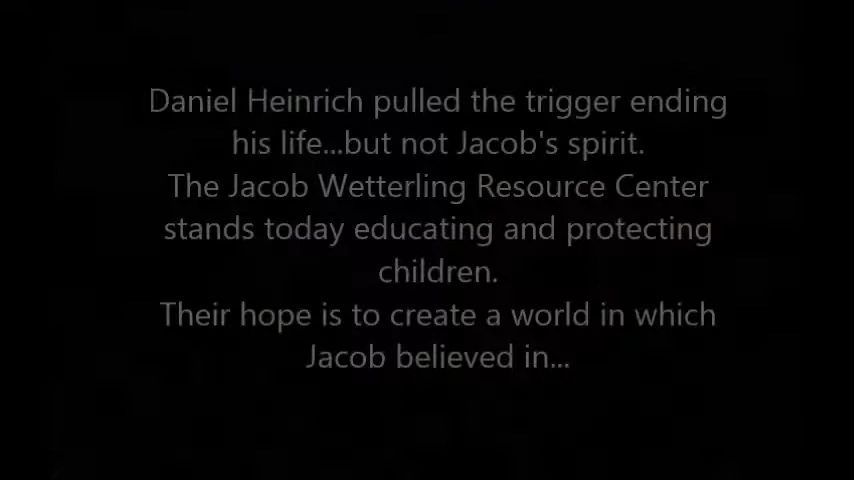 Daniel Heinrich pulled the trigger ending
his life...but not Jacob's spirit.
The Jacob Wetterling Resource Center
stands today educating and protecting
children.
Their hope is to create a world in which
Jacob believed in...